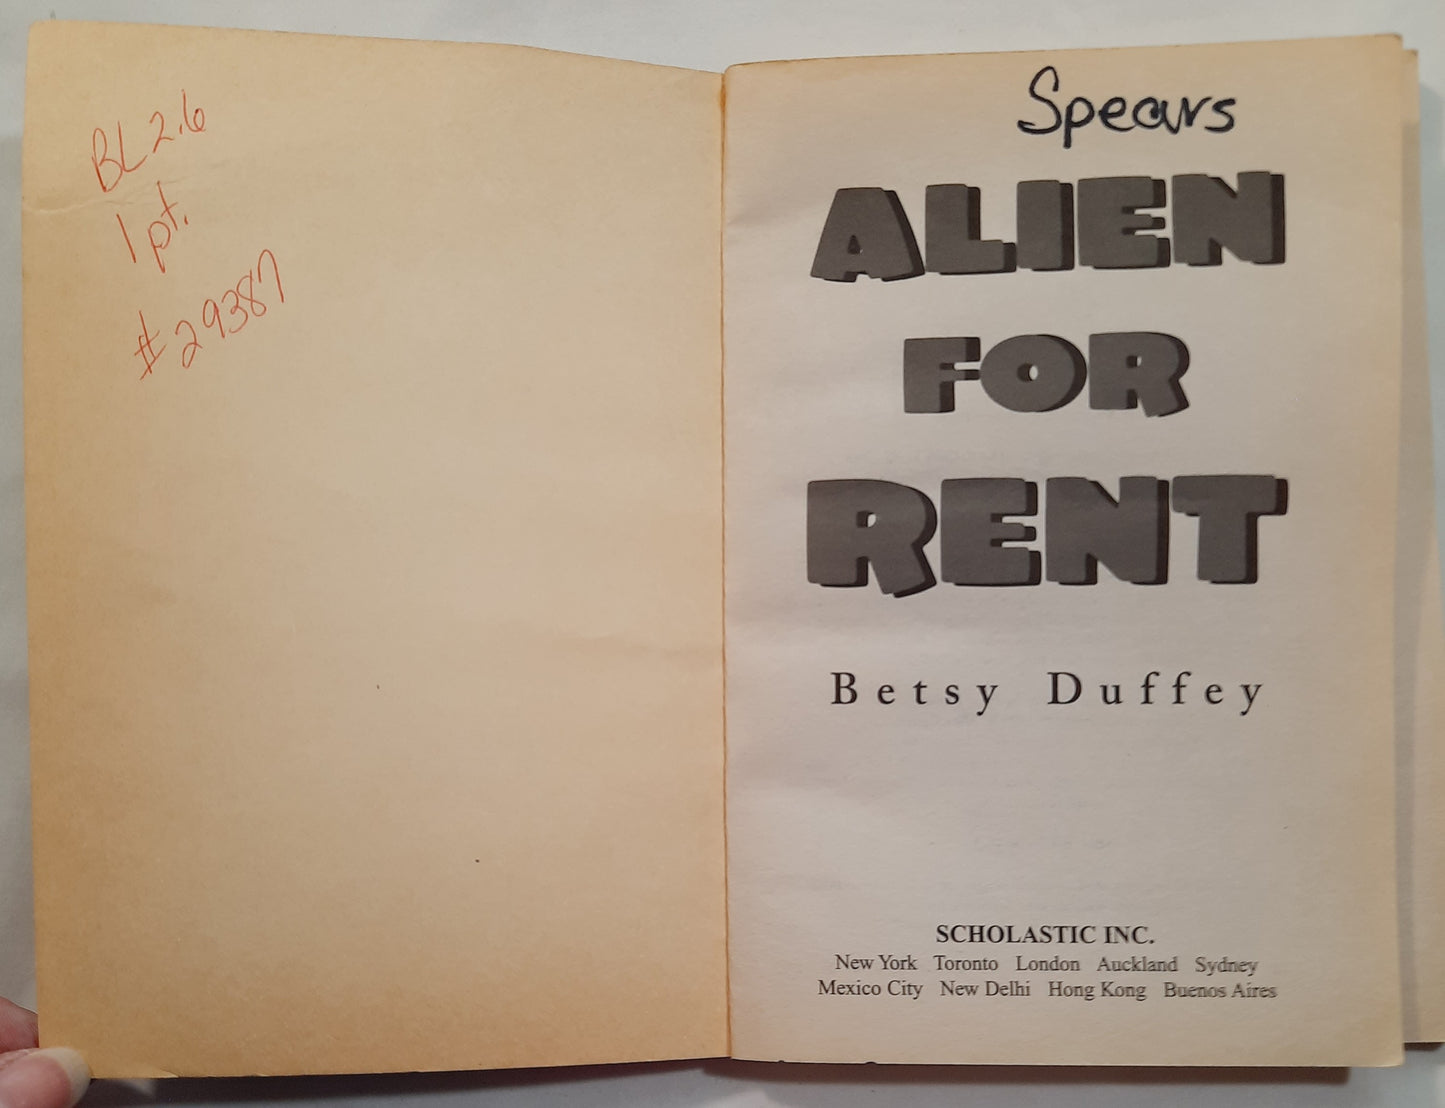 BL 2.6
1 pt.
# 29387
Spears
ALIEN
FOR
RENT
Betsy Duffey
SCHOLASTIC INC.
New York Toronto London Auckland Sydney
Mexico City New Delhi Hong Kong Buenos Aires